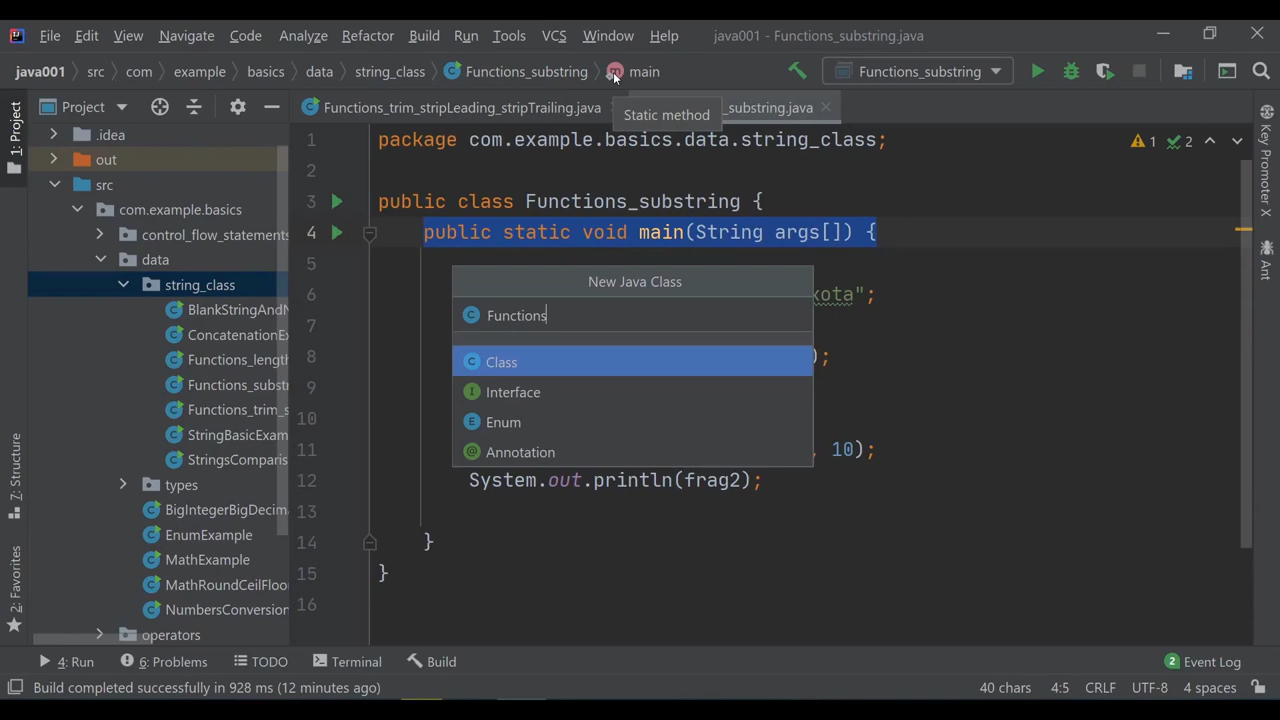 File Edit View Navigate Code Analyze Refactor Build Run Tools VCS Window Help java001 - Functions_substring.java
java001 src com example basics data string_class Functions_substring main Functions_substring
Project Functions_trim_stripLeading_stripTrailing.java Static method _substring.java
1: Project
7: Structure
2: Favorites
.idea
out
src
com.example.basics
control_flow_statements
data
string_class
BlankStringAndN
ConcatenationEx
Functions_length
Functions_subst
Functions_trim_s
StringBasicExam
StringsComparis
types
BigIntegerBigDecima
EnumExample
MathExample
MathRoundCeilFloor
NumbersConversion
operators
1 package com.example.basics.data.string_class;
2
3 public class Functions_substring {
4 public static void main(String args[]) {
5
6 kota";
7
8 );
9
10
11 , 10);
12 System.out.println(frag2);
13
14 }
15 }
16
1 2
New Java Class
Functions
Class
Interface
Enum
Annotation
Key Promoter X
Ant
4: Run 6: Problems TODO Terminal Build 2 Event Log
Build completed successfully in 928 ms (12 minutes ago) 40 chars 4:5 CRLF UTF-8 4 spaces